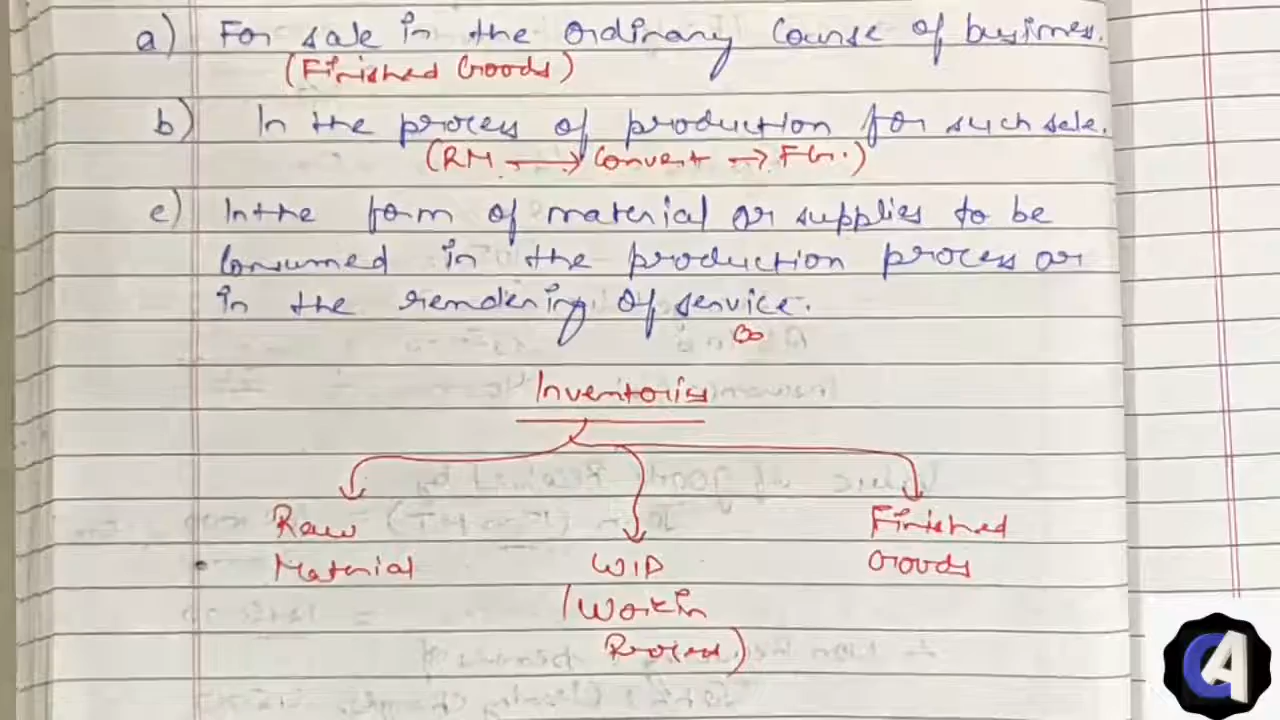 a) For sale in the ordinary course of business.
(Finished Goods)
b) In the process of production for such sale.
(RM → Convert → FG.)
c) In the form of material or supplies to be
consumed in the production process or
in the rendering of service.
Inventories
Raw
Material
WIP
(Work in
Process)
Finished
Goods
CA